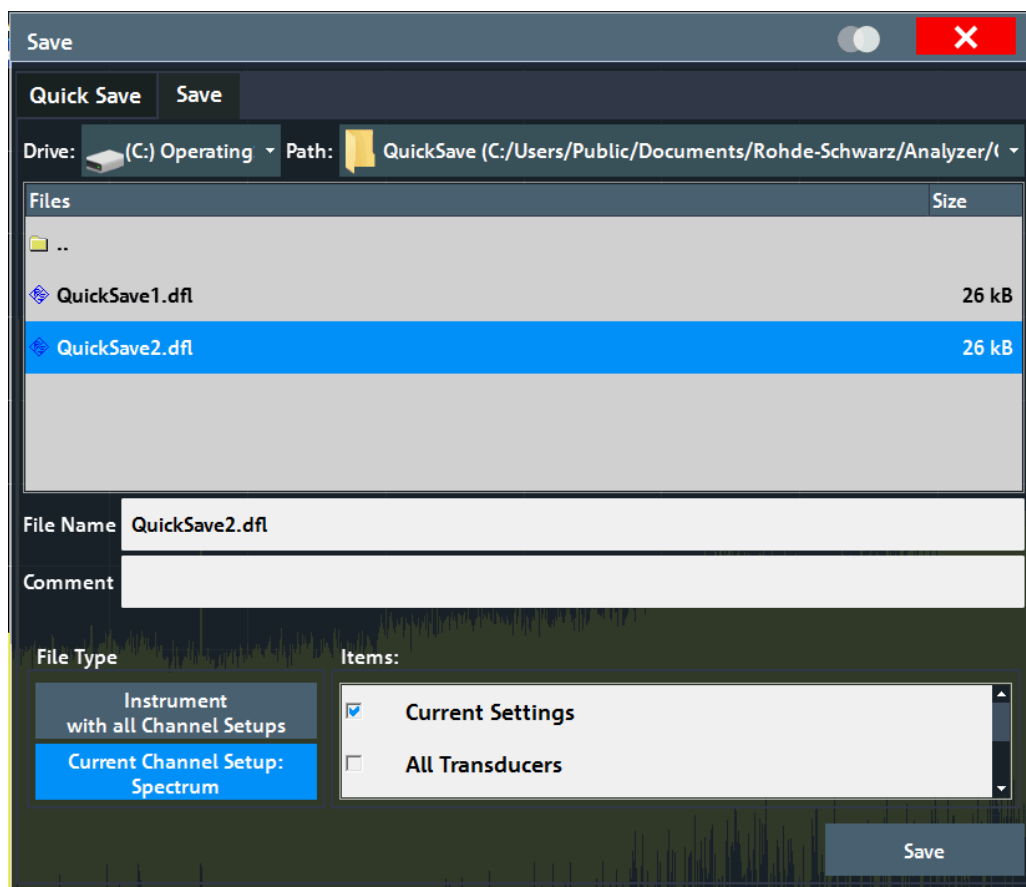 Save
Quick Save Save
Drive: (C:) Operating Path: QuickSave (C:/Users/Public/Documents/Rohde-Schwarz/Analyzer/
Files Size
..
QuickSave1.dfl 26 kB
QuickSave2.dfl 26 kB
File Name QuickSave2.dfl
Comment
File Type Items:
Instrument
with all Channel Setups
Current Channel Setup:
Spectrum
Current Settings
All Transducers
Save